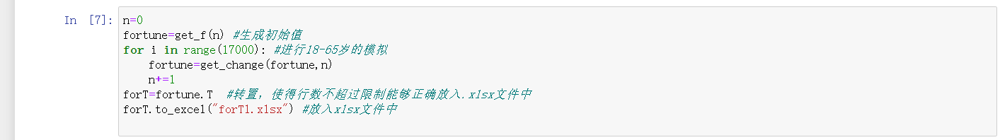 In [7]: n=0
fortune=get_f(n) #生成初始值
for i in range(17000): #进行18-65岁的模拟
    fortune=get_change(fortune,n)
    n+=1
forT=fortune.T  #转置，使得行数不超过限制能够正确放入.xlsx文件中
forT.to_excel("forT1.xlsx") #放入xlsx文件中